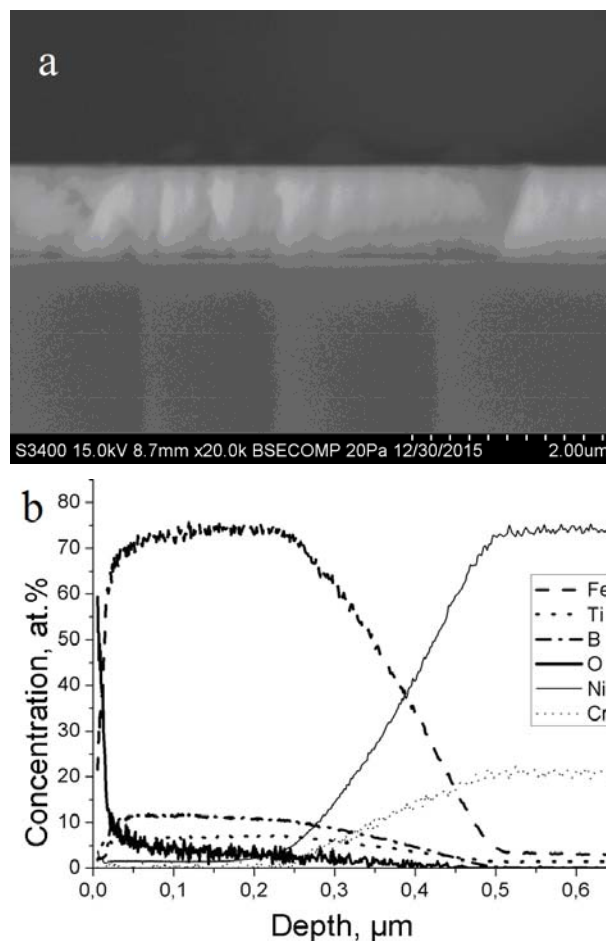 a
S3400 15.0kV 8.7mm x20.0k BSECOMP 20Pa 12/30/2015 2.00um
b
80
75
70
60
50
40
30
20
10
0
Concentration, at.%
Fe
Ti
B
O
Ni
Cr
0,0 0,1 0,2 0,3 0,4 0,5 0,6
Depth, µm